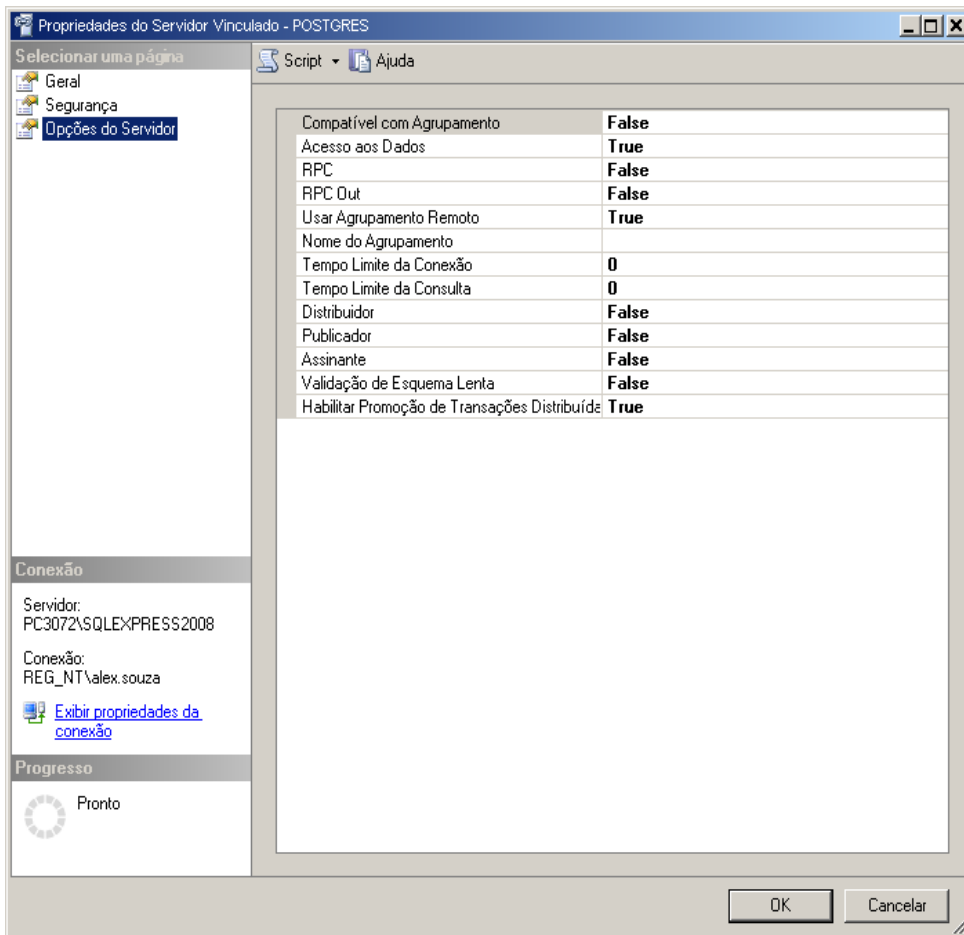 Propriedades do Servidor Vinculado - POSTGRES
Selecionar uma página
Geral
Segurança
Opções do Servidor
Script
Ajuda
Compatível com Agrupamento False
Acesso aos Dados True
RPC False
RPC Out False
Usar Agrupamento Remoto True
Nome do Agrupamento
Tempo Limite da Conexão 0
Tempo Limite da Consulta 0
Distribuidor False
Publicador False
Assinante False
Validação de Esquema Lenta False
Habilitar Promoção de Transações Distribuída True
Conexão
Servidor:
PC3072\SQLEXPRESS2008
Conexão:
REG_NT\alex.souza
Exibir propriedades da
conexão
Progresso
Pronto
OK
Cancelar